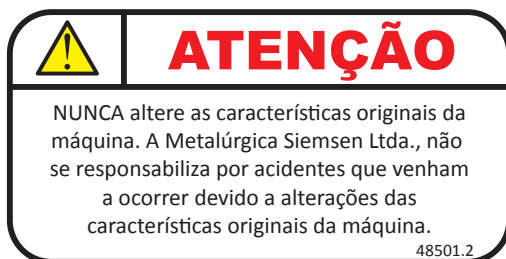 ATENÇÃO
NUNCA altere as características originais da
máquina. A Metalúrgica Siemsen Ltda., não
se responsabiliza por acidentes que venham
a ocorrer devido a alterações das
características originais da máquina.
48501.2